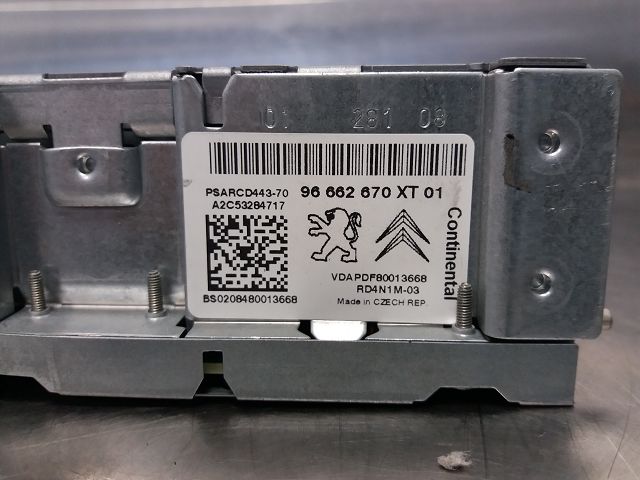 01 281 08
PSARCD443-70 96 662 670 XT 01
A2C53284717
Continental
VDAPDF80013668
RD4N1M-03
BS0208480013668
Made in CZECH REP.